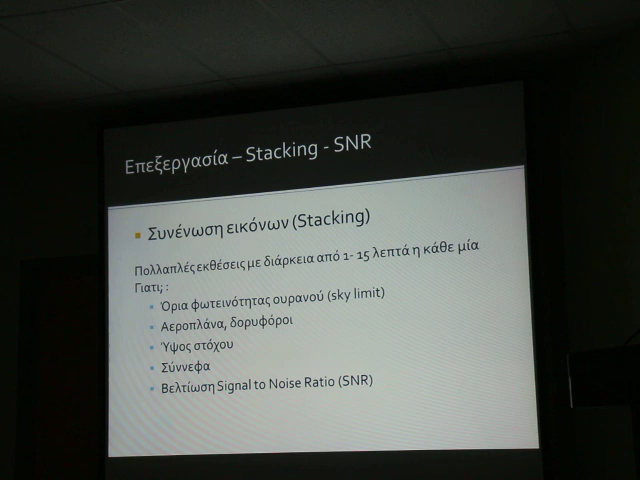 Επεξεργασία – Stacking - SNR
Συνένωση εικόνων (Stacking)
Πολλαπλές εκθέσεις με διάρκεια από 1- 15 λεπτά η κάθε μία
Γιατι; :
Όρια φωτεινότητας ουρανού (sky limit)
Αεροπλάνα, δορυφόροι
Ύψος στόχου
Σύννεφα
Βελτίωση Signal to Noise Ratio (SNR)